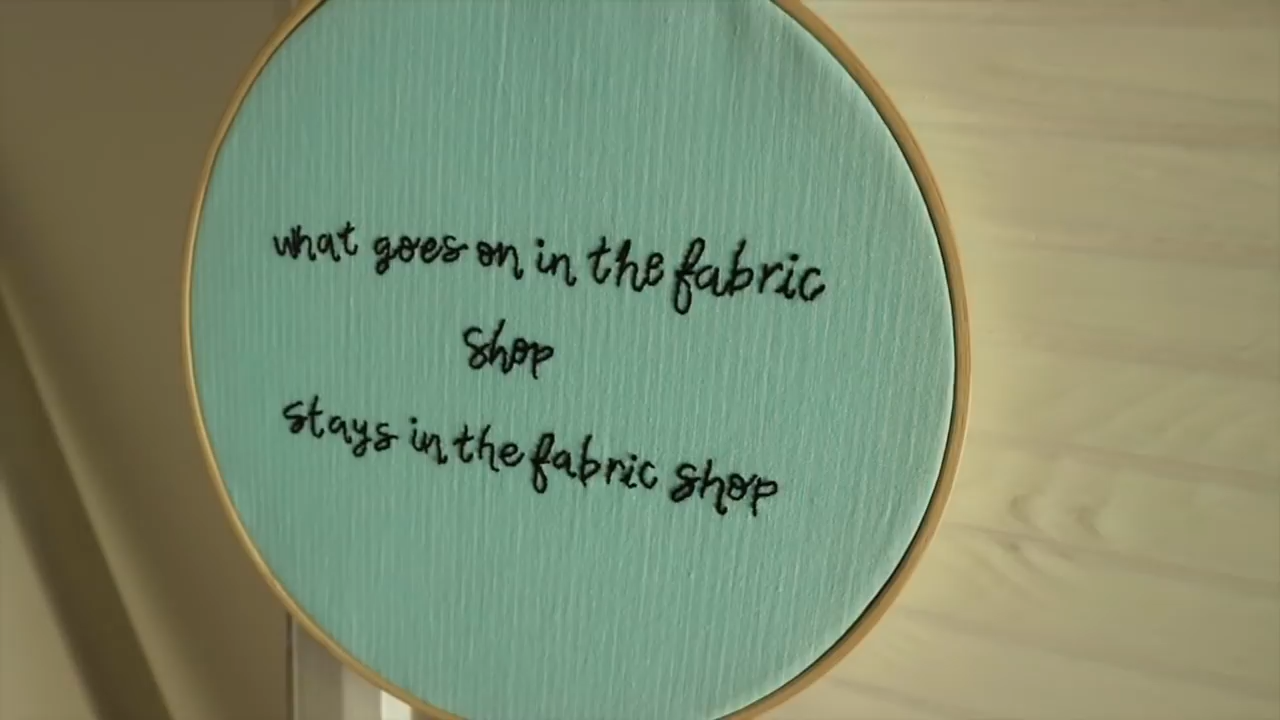 what goes on in the fabric
shop
stays in the fabric shop